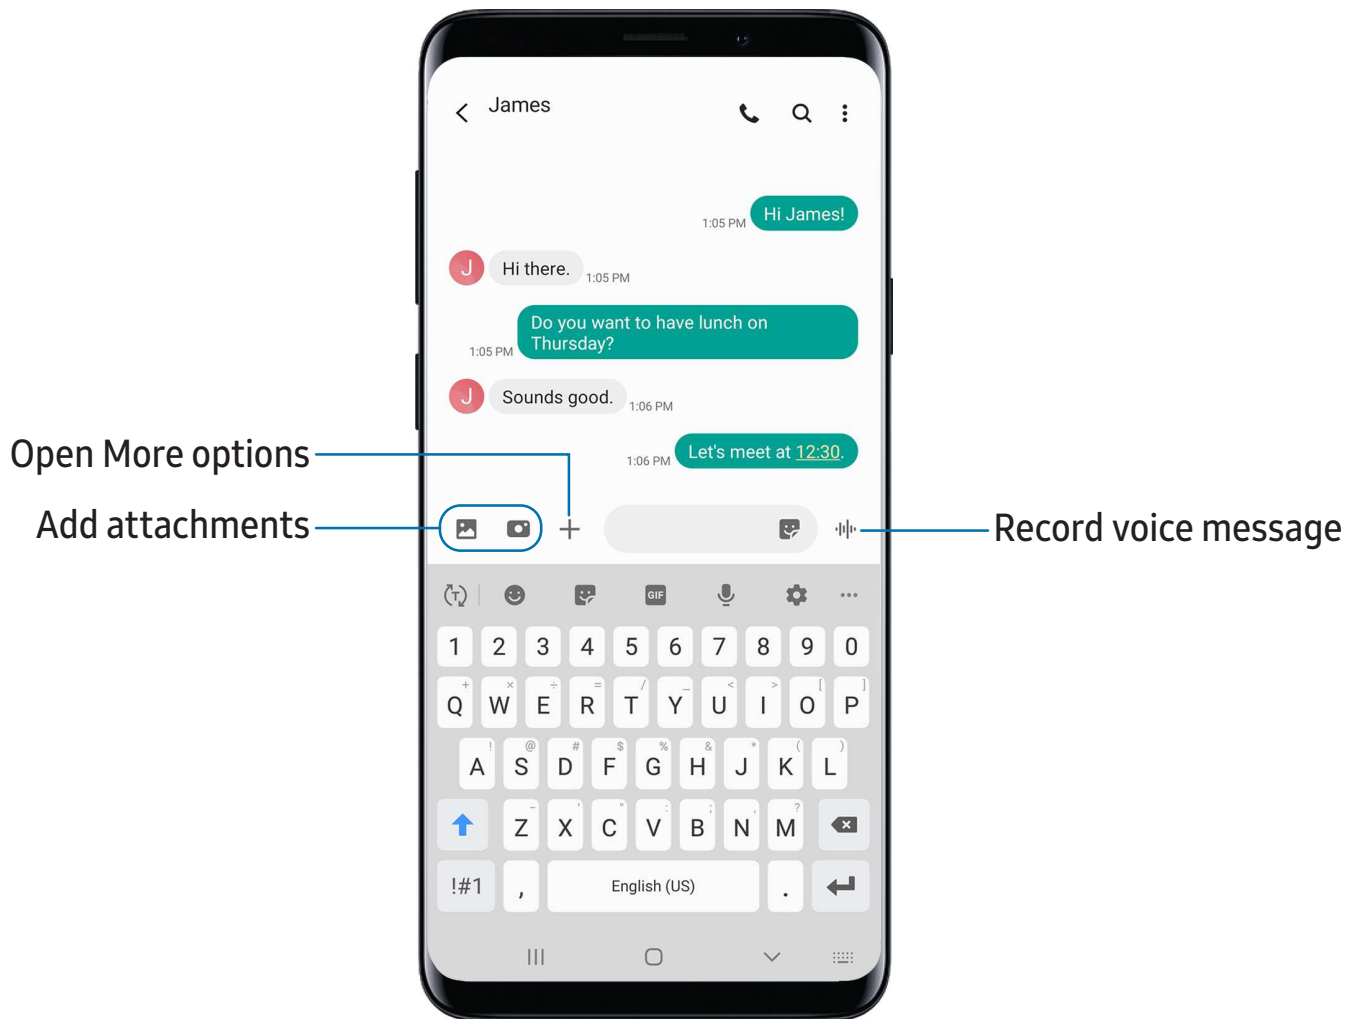 James
1:05 PM Hi James!
J Hi there. 1:05 PM
Do you want to have lunch on
1:05 PM Thursday?
J Sounds good. 1:06 PM
Open More options
1:06 PM Let's meet at 12:30.
Add attachments
Record voice message
T GIF
1 2 3 4 5 6 7 8 9 0
+ × ÷ = / _ < > [ ]
Q W E R T Y U I O P
! @ # $ % & * ( )
A S D F G H J K L
- ' " : ; , ?
Z X C V B N M
!#1 , English (US) .